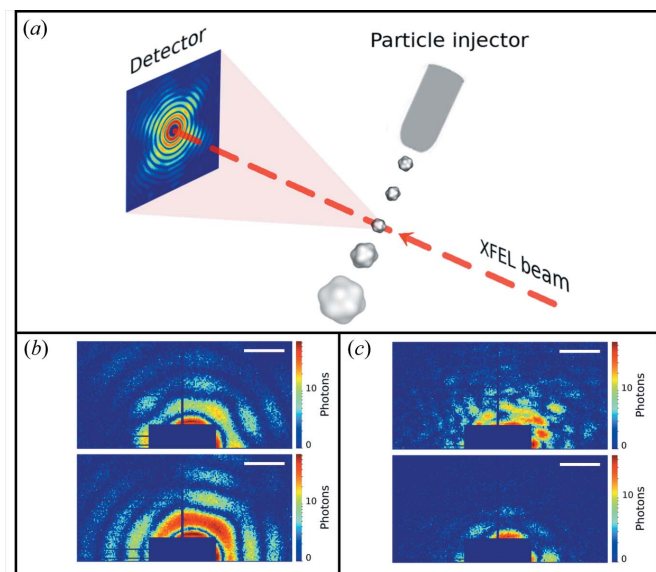 (a)
Detector
Particle injector
XFEL beam
(b)
10
0
Photons
10
0
Photons
(c)
10
0
Photons
10
0
Photons